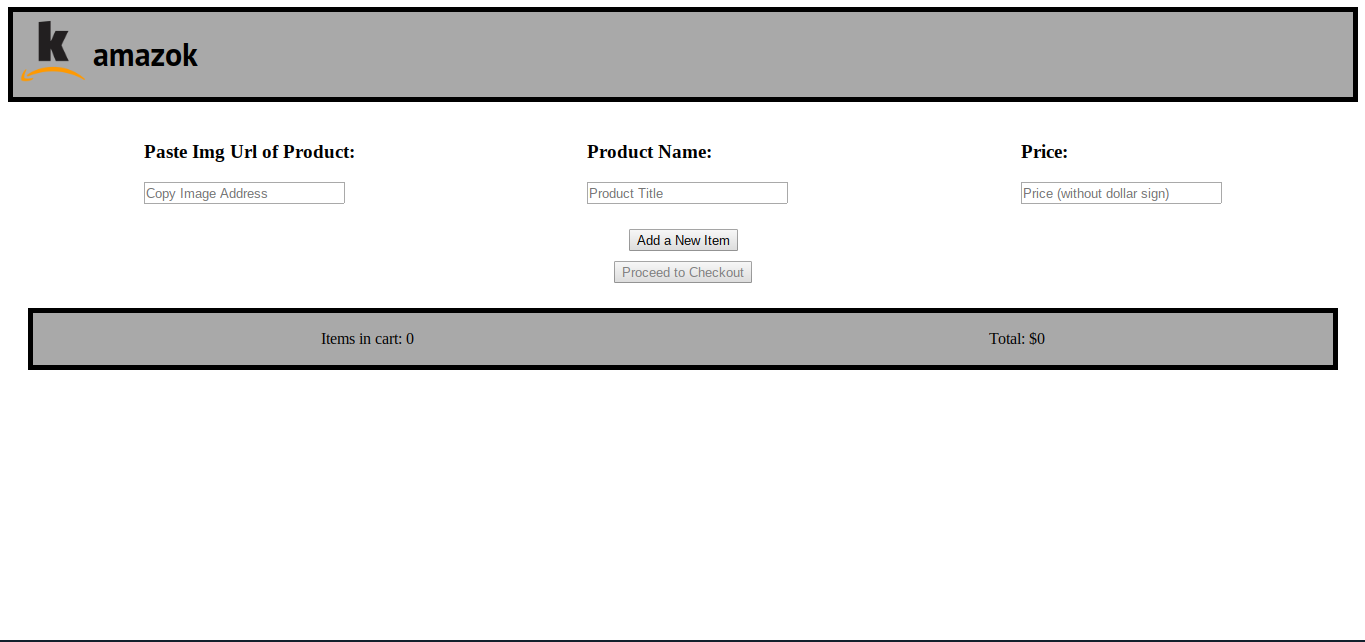 k
amazok
Paste Img Url of Product: Product Name: Price:
Copy Image Address Product Title Price (without dollar sign)
Add a New Item
Proceed to Checkout
Items in cart: 0 Total: $0